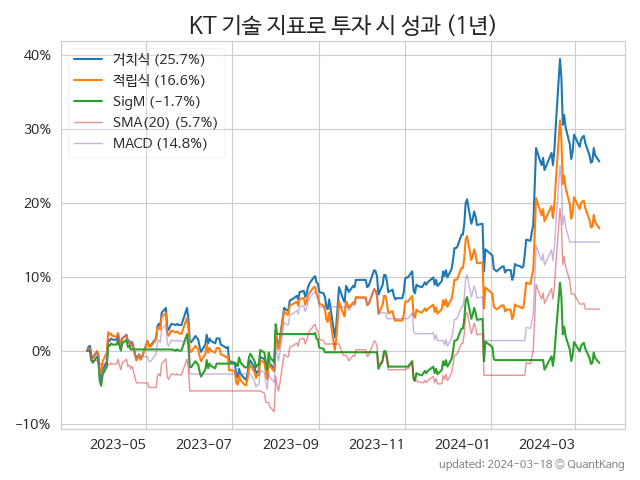 KT 기술 지표로 투자 시 성과 (1년)
거치식 (25.7%)
적립식 (16.6%)
SigM (−1.7%)
SMA(20) (5.7%)
MACD (14.8%)
40%
30%
20%
10%
0%
−10%
2023-05 2023-07 2023-09 2023-11 2024-01 2024-03
updated: 2024-03-18 © QuantKang